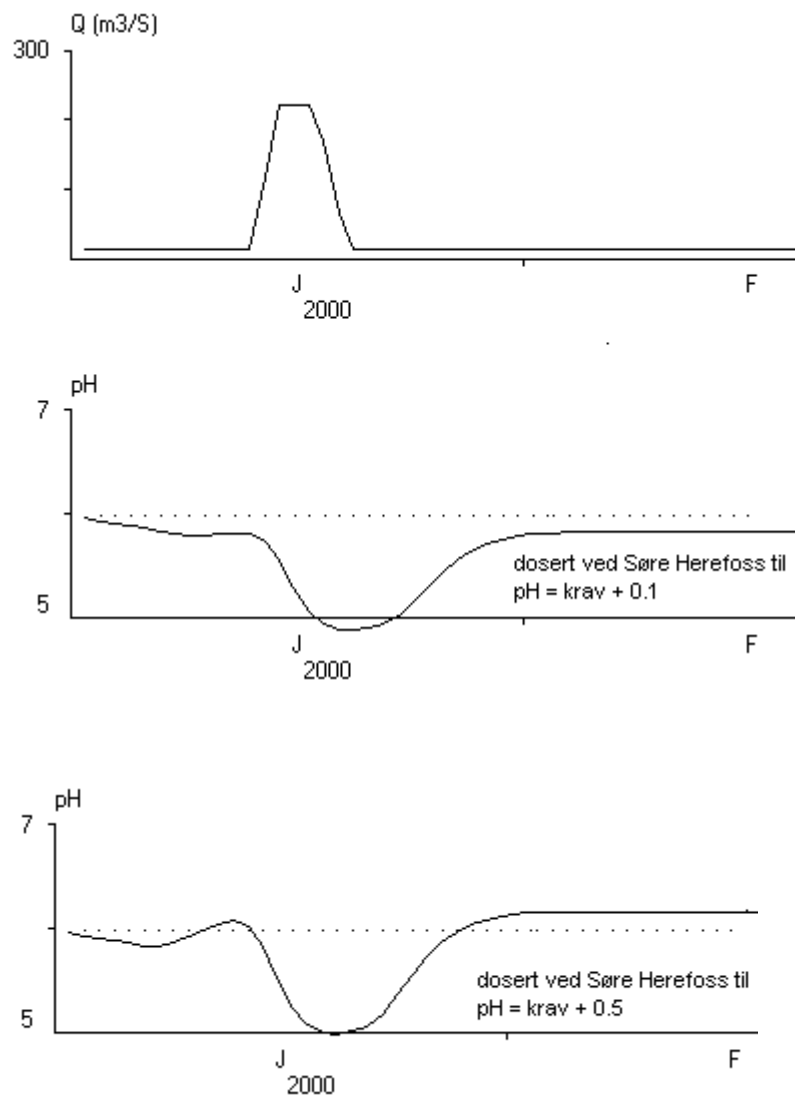 Q (m3/S)
300
J
F
2000
pH
7
dosert ved Søre Herefoss til
pH = krav + 0.1
5
J
F
2000
pH
7
dosert ved Søre Herefoss til
pH = krav + 0.5
5
J
F
2000